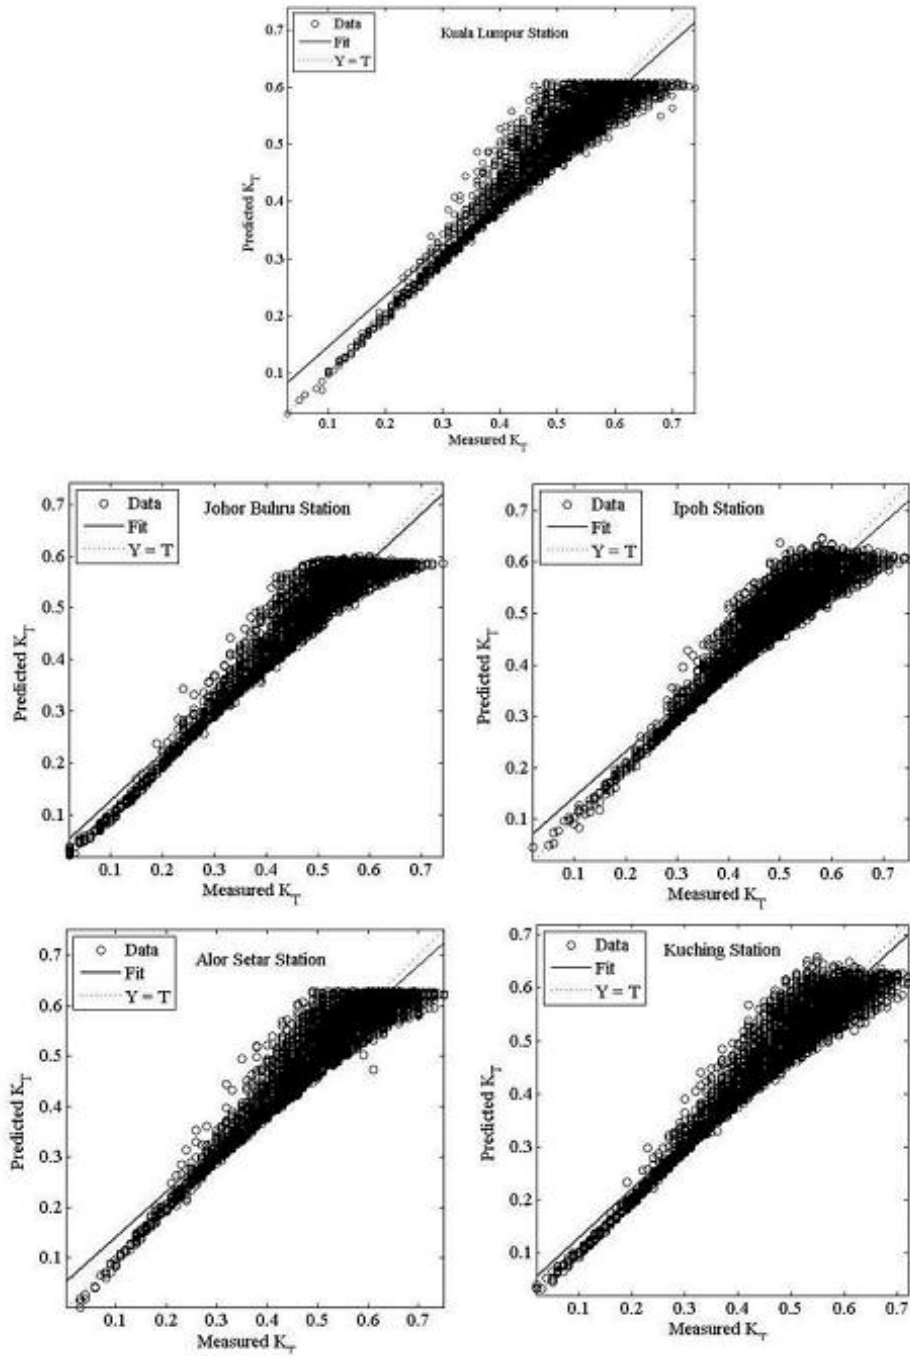 0.7
0.6
0.5
0.4
0.3
0.2
0.1
Predicted K_T
Data
Fit
Y = T
Kuala Lumpur Station
0.1 0.2 0.3 0.4 0.5 0.6 0.7
Measured K_T
0.7
0.6
0.5
0.4
0.3
0.2
0.1
Predicted K_T
Data
Fit
Y = T
Johor Buhru Station
0.1 0.2 0.3 0.4 0.5 0.6 0.7
Measured K_T
0.7
0.6
0.5
0.4
0.3
0.2
0.1
Predicted K_T
Data
Fit
Y = T
Ipoh Station
0.1 0.2 0.3 0.4 0.5 0.6 0.7
Measured K_T
0.7
0.6
0.5
0.4
0.3
0.2
0.1
Predicted K_T
Data
Fit
Y = T
Alor Setar Station
0.1 0.2 0.3 0.4 0.5 0.6 0.7
Measured K_T
0.7
0.6
0.5
0.4
0.3
0.2
0.1
Predicted K_T
Data
Fit
Y = T
Kuching Station
0.1 0.2 0.3 0.4 0.5 0.6 0.7
Measured K_T